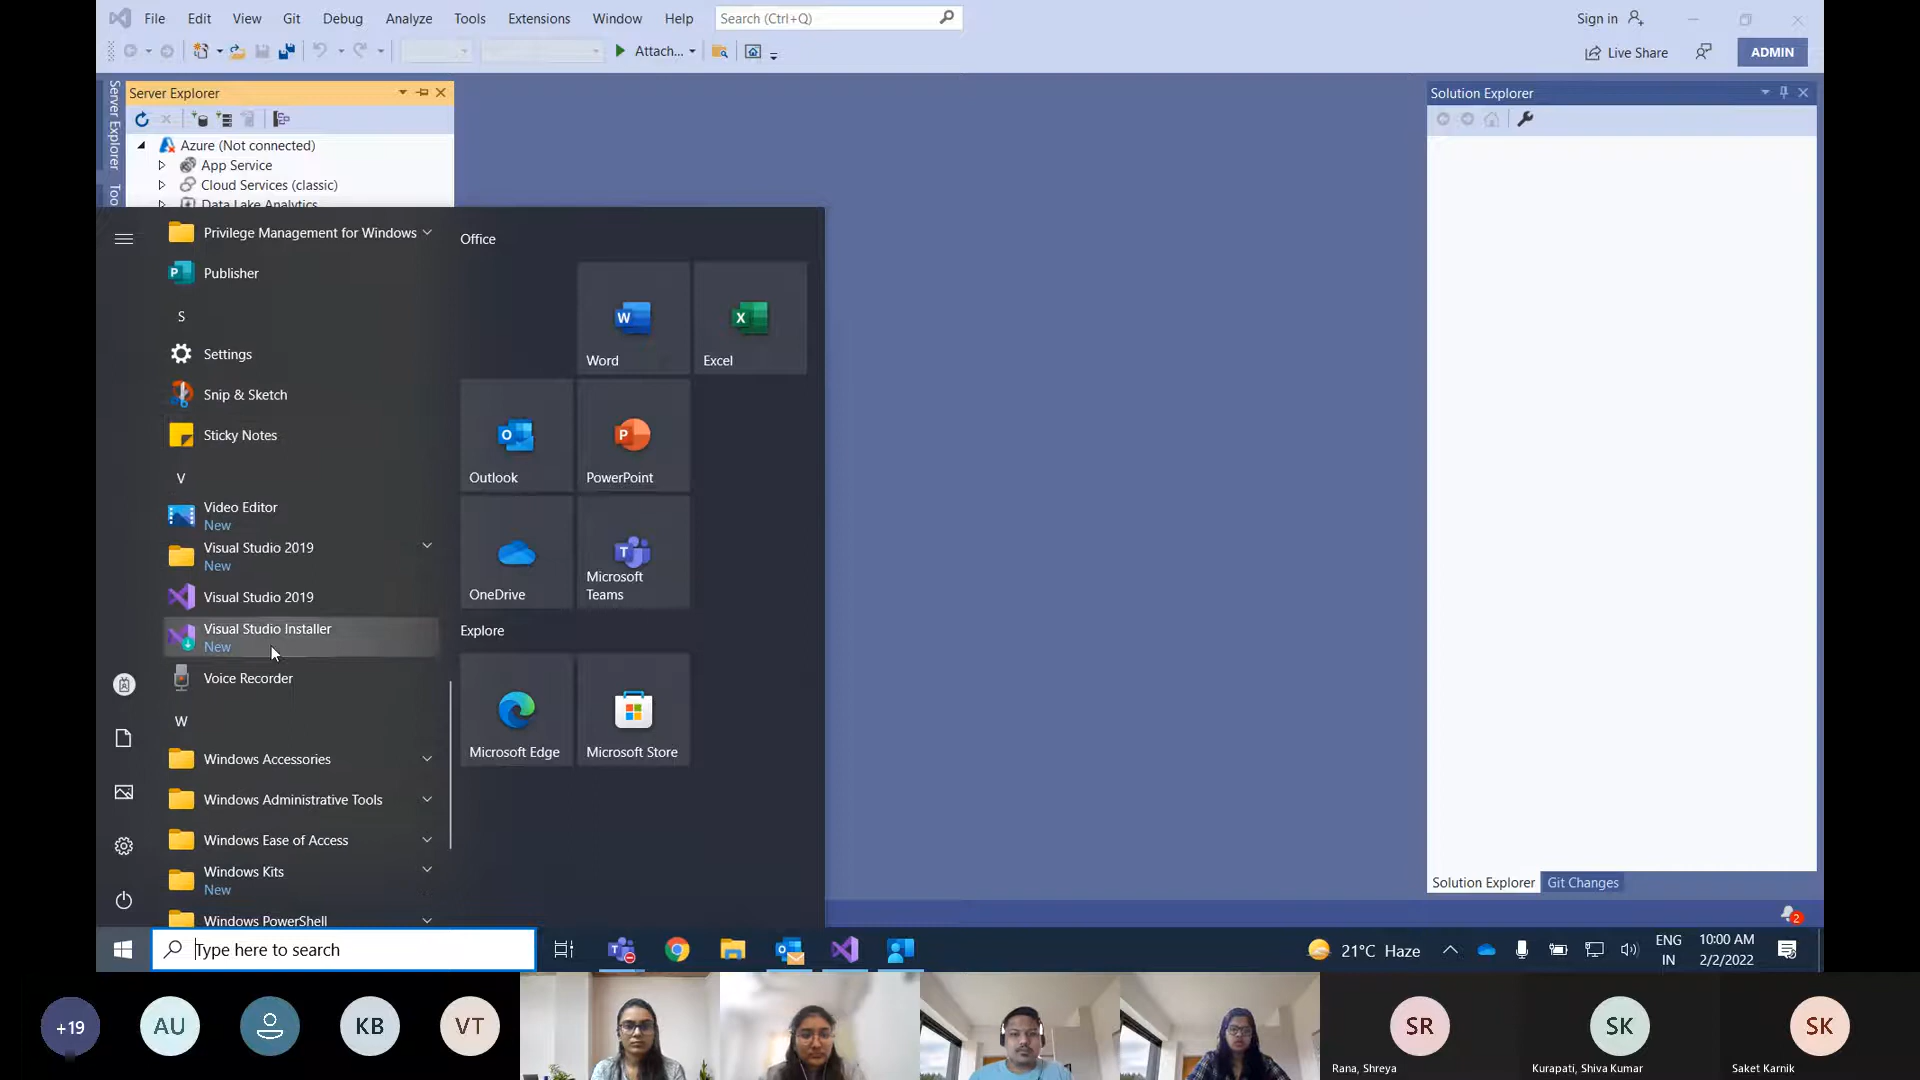 File Edit View Git Debug Analyze Tools Extensions Window Help Search (Ctrl+Q) Sign in
Attach... Live Share ADMIN
Server Explorer
Server Explorer
Solution Explorer
Azure (Not connected)
App Service
Cloud Services (classic)
Data Lake Analytics
Privilege Management for Windows
Publisher
S
Settings
Snip & Sketch
Sticky Notes
V
Video Editor
New
Visual Studio 2019
New
Visual Studio 2019
Visual Studio Installer
New
Voice Recorder
W
Windows Accessories
Windows Administrative Tools
Windows Ease of Access
Windows Kits
New
Windows PowerShell
Office
Word
Excel
Outlook
PowerPoint
OneDrive
Microsoft
Teams
Explore
Microsoft Edge
Microsoft Store
Solution Explorer Git Changes
2
Type here to search
21°C Haze
ENG
IN
10:00 AM
2/2/2022
+19
AU
KB
VT
SR
Rana, Shreya
SK
Kurapati, Shiva Kumar
SK
Saket Karnik